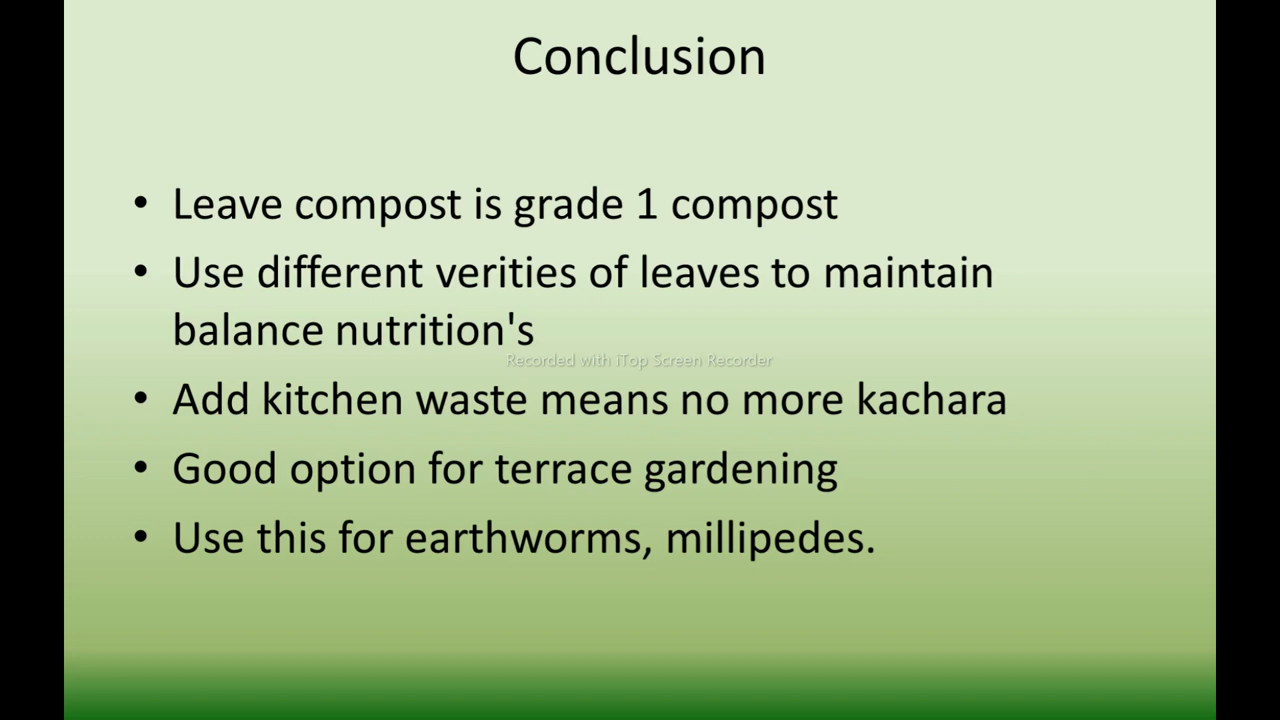 Conclusion
• Leave compost is grade 1 compost
• Use different verities of leaves to maintain
balance nutrition's
Recorded with iTop Screen Recorder
• Add kitchen waste means no more kachara
• Good option for terrace gardening
• Use this for earthworms, millipedes.